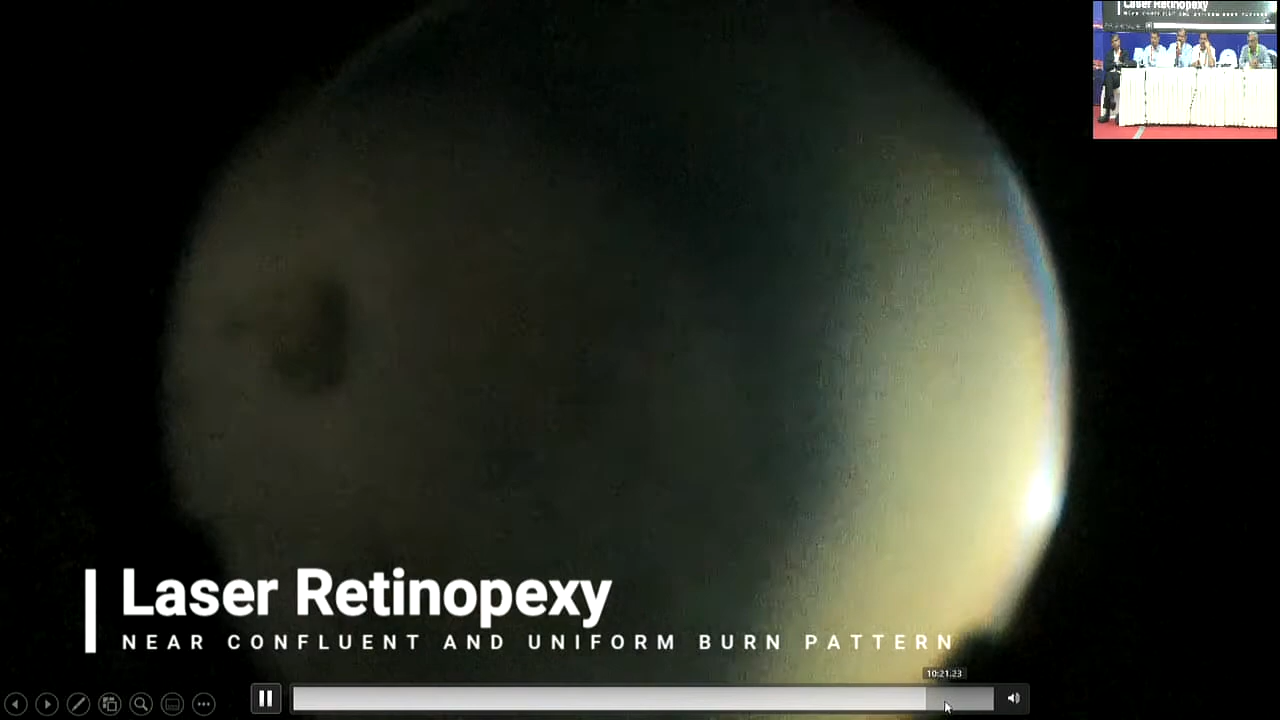 Laser Retinopexy
Laser Retinopexy
NEAR CONFLUENT AND UNIFORM BURN PATTERN
10:21.23